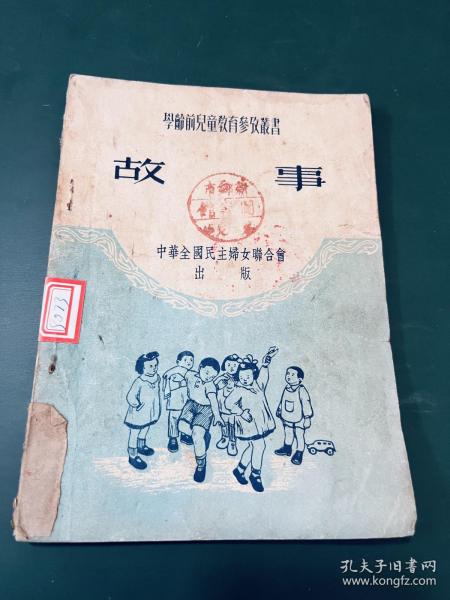 學齡前兒童教育參攷叢書
故事
中華全國民主婦女聯合會
出版
孔夫子旧书网
www.kongfz.com